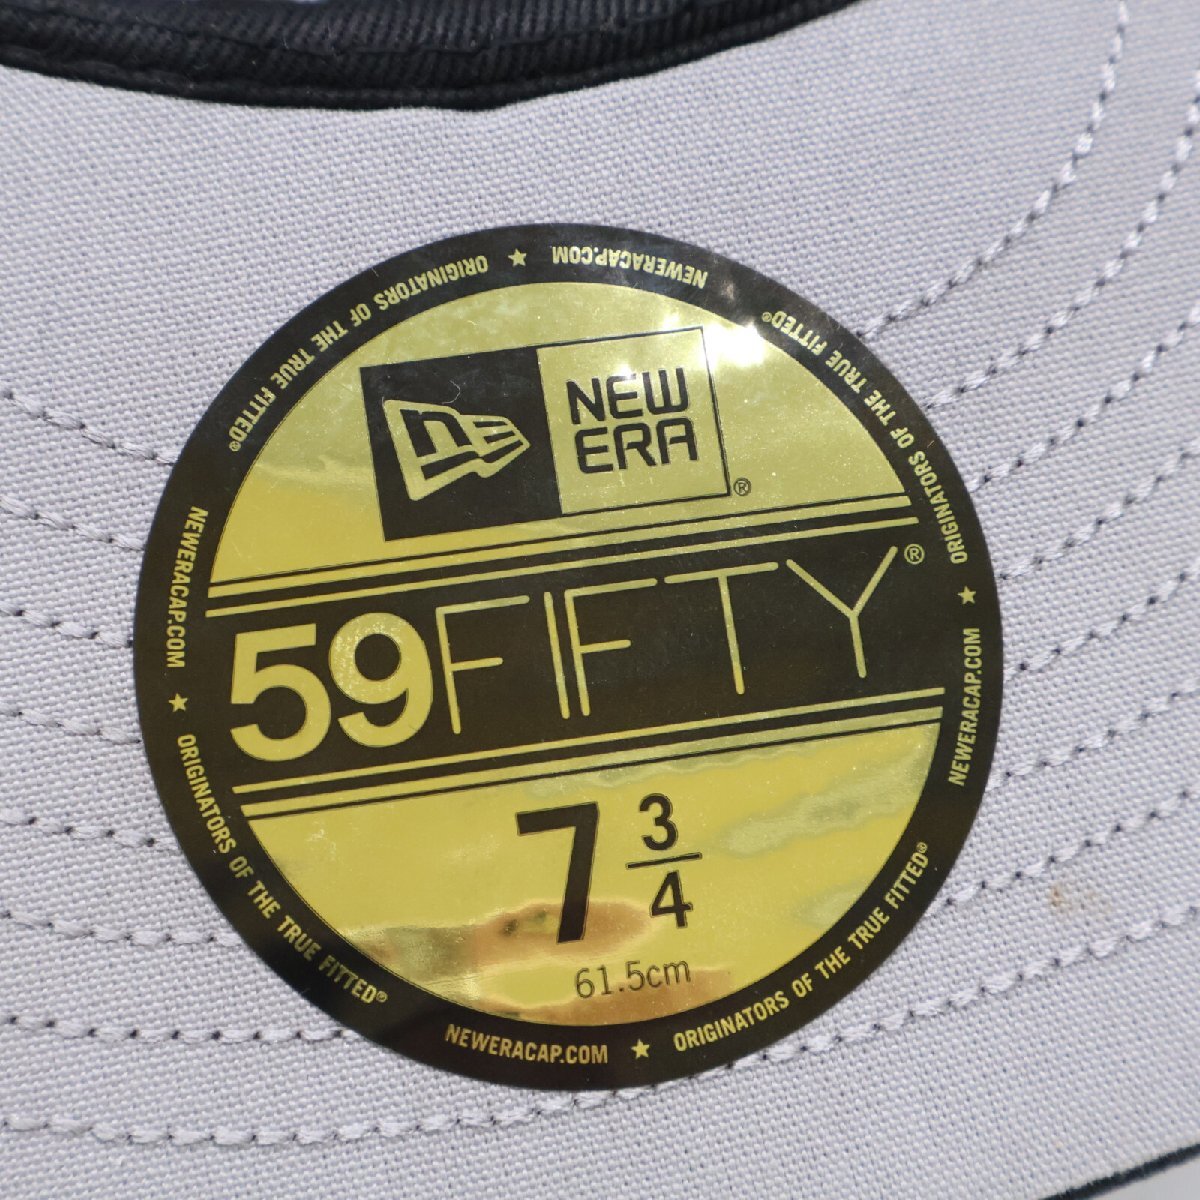 NE
NEW
ERA®
59FIFTY®
7 3/4
61.5cm
NEWERACAP.COM ★ ORIGINATORS OF THE TRUE FITTED®
NEWERACAP.COM ★ ORIGINATORS OF THE TRUE FITTED®
NEWERACAP.COM ★ ORIGINATORS OF THE TRUE FITTED®
NEWERACAP.COM ★ ORIGINATORS OF THE TRUE FITTED®